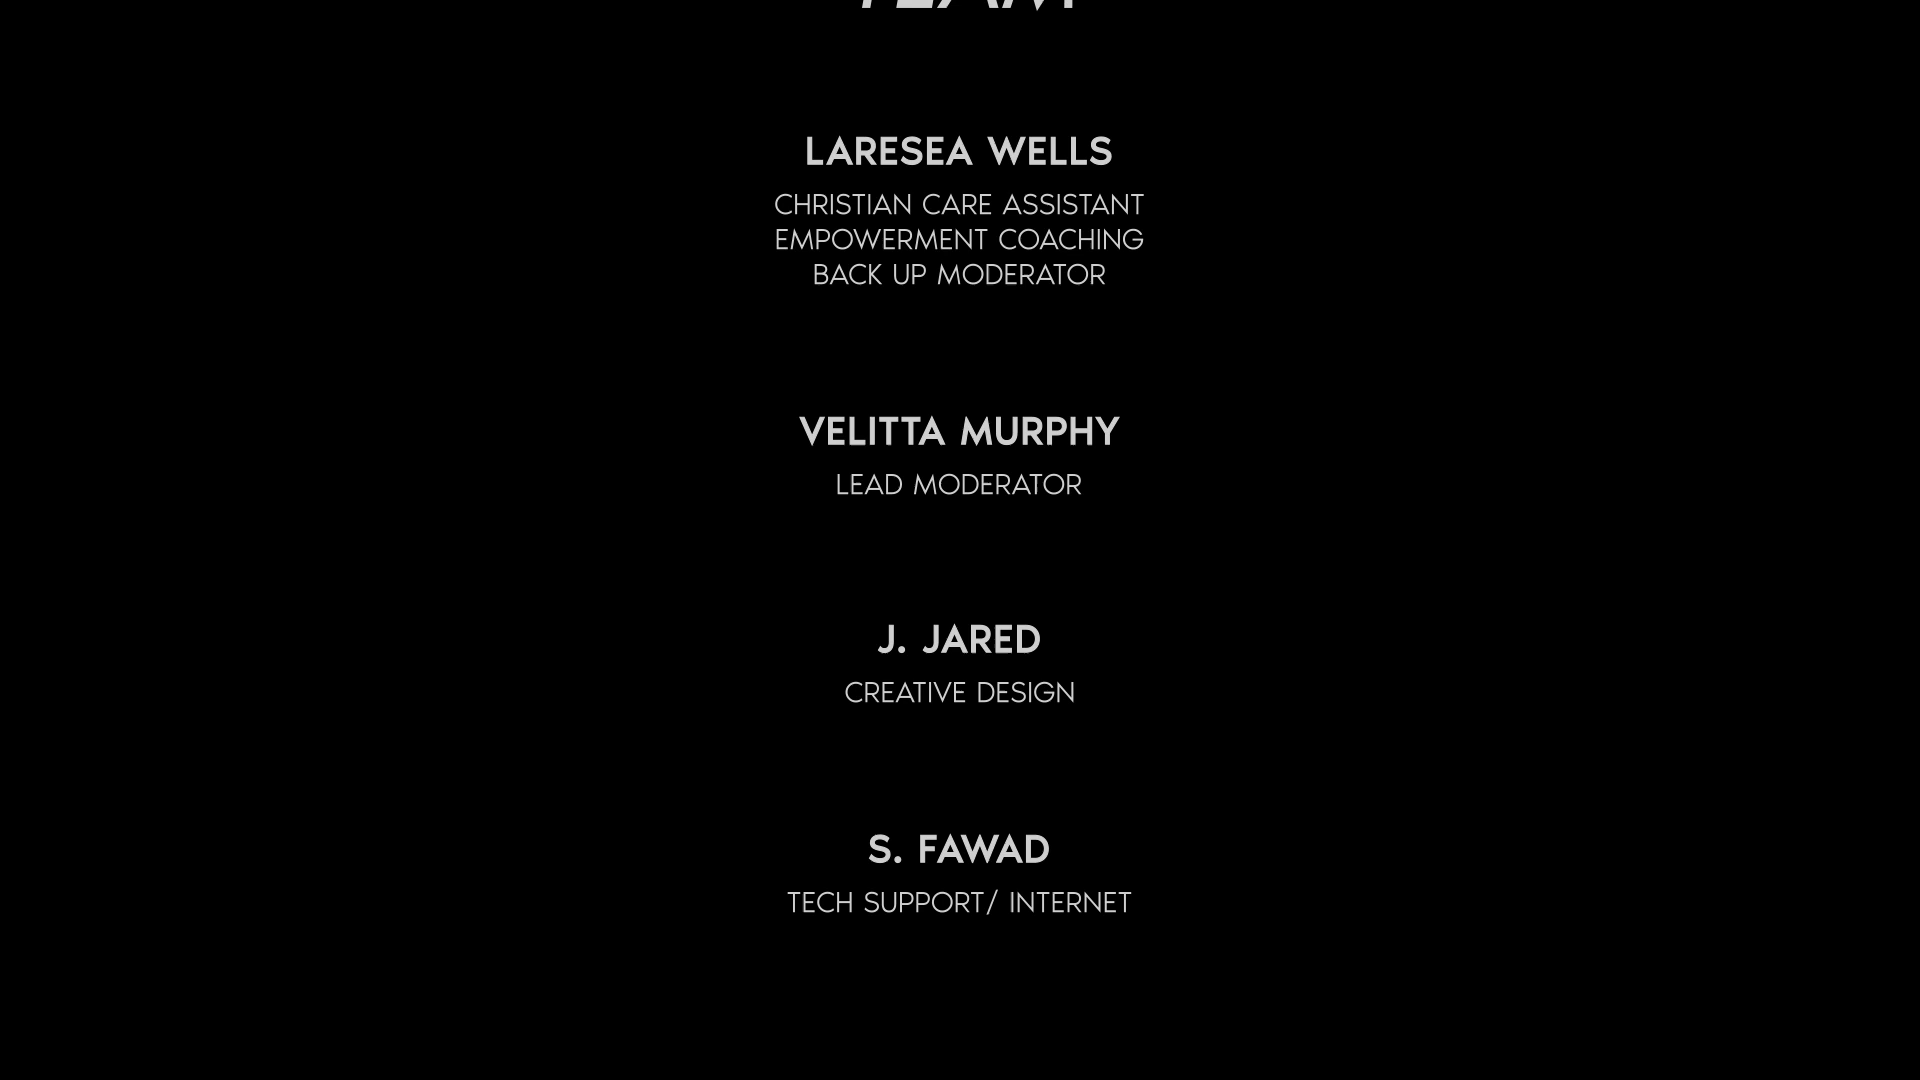 TEAM
LARESEA WELLS
CHRISTIAN CARE ASSISTANT
EMPOWERMENT COACHING
BACK UP MODERATOR
VELITTA MURPHY
LEAD MODERATOR
J. JARED
CREATIVE DESIGN
S. FAWAD
TECH SUPPORT/ INTERNET